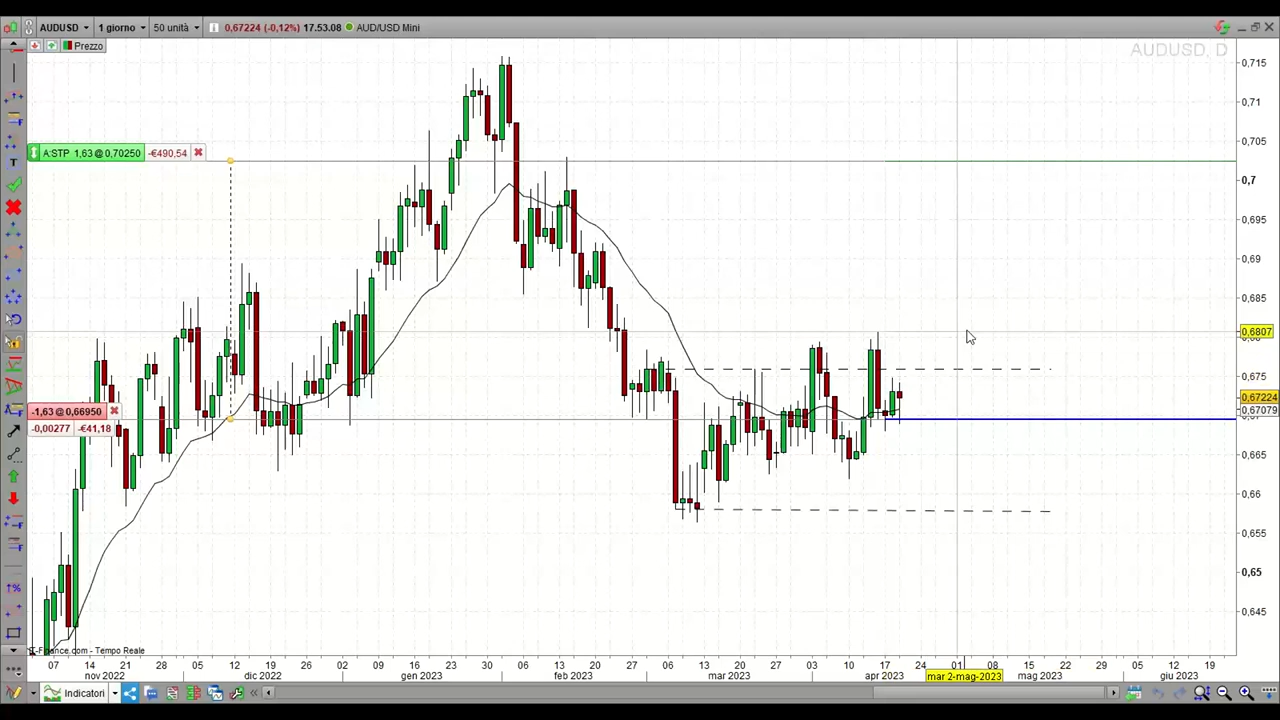 AUDUSD 1 giorno 50 unità 0,67224 (-0,12%) 17.53.08 AUD/USD Mini
Prezzo
AUDUSD, D
0,715
0,71
0,705
A:STP 1,63 @ 0,70250 -€490,54
0,7
0,695
0,69
0,685
0,6807
0,675
0,67224
-1,63 @ 0,66950
0,67079
-0,00277 -€41,18
0,665
0,66
0,655
0,65
0,645
-Finance.com - Tempo Reale
07 14 21 28 05 12 19 26 02 09 16 23 30 06 13 20 27 06 13 20 27 03 10 17 24 01 08 15 22 29 05 12 19
nov 2022 dic 2022 gen 2023 feb 2023 mar 2023 apr 2023 mar 2-mag-2023 mag 2023 giu 2023
Indicatori